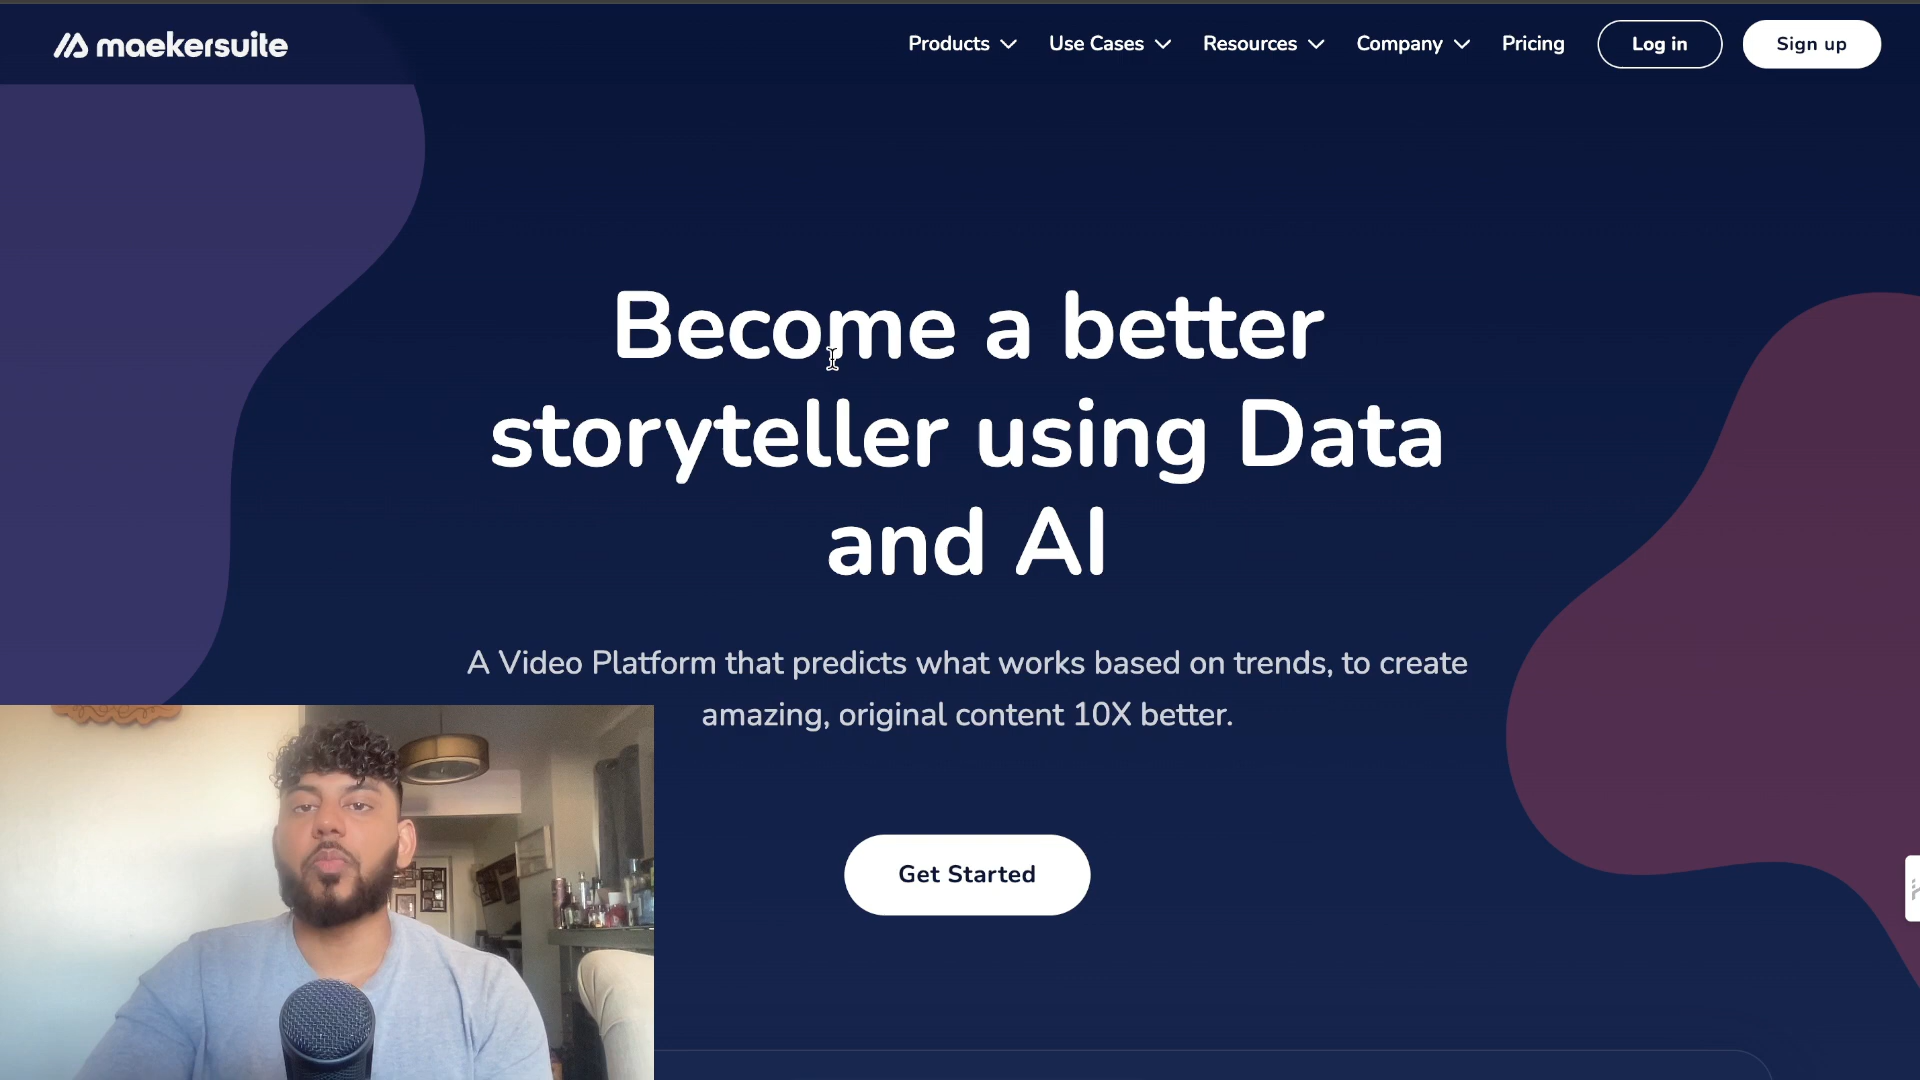 maekersuite
Products
Use Cases
Resources
Company
Pricing
Log in
Sign up
Become a better
storyteller using Data
and AI
A Video Platform that predicts what works based on trends, to create
amazing, original content 10X better.
Get Started